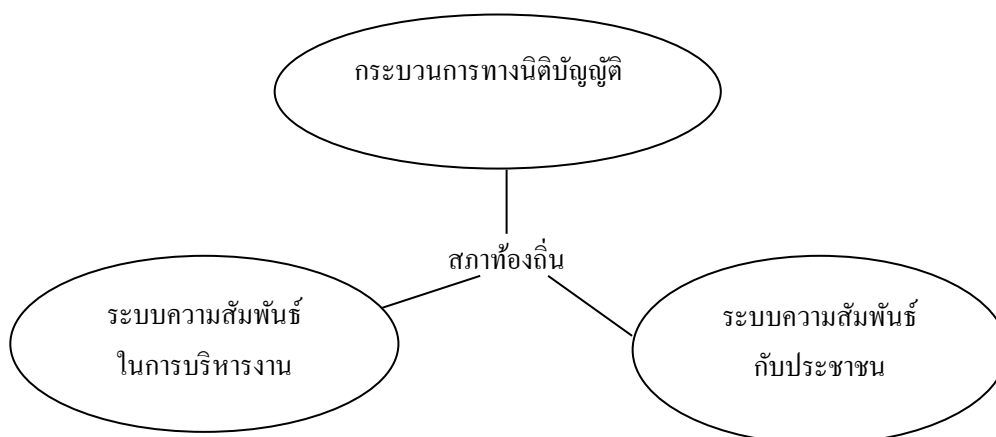 กระบวนการทางนิติบัญญัติ
สภาท้องถิ่น
ระบบความสัมพันธ์
ในการบริหารงาน
ระบบความสัมพันธ์
กับประชาชน